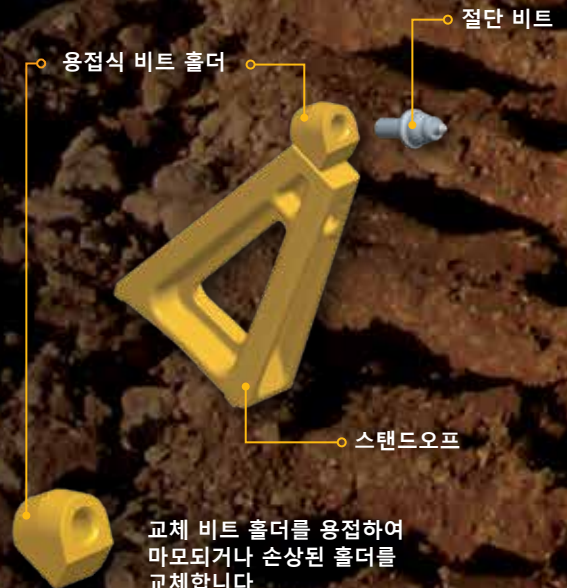 절단 비트
용접식 비트 홀더
스탠드오프
교체 비트 홀더를 용접하여
마모되거나 손상된 홀더를
교체합니다